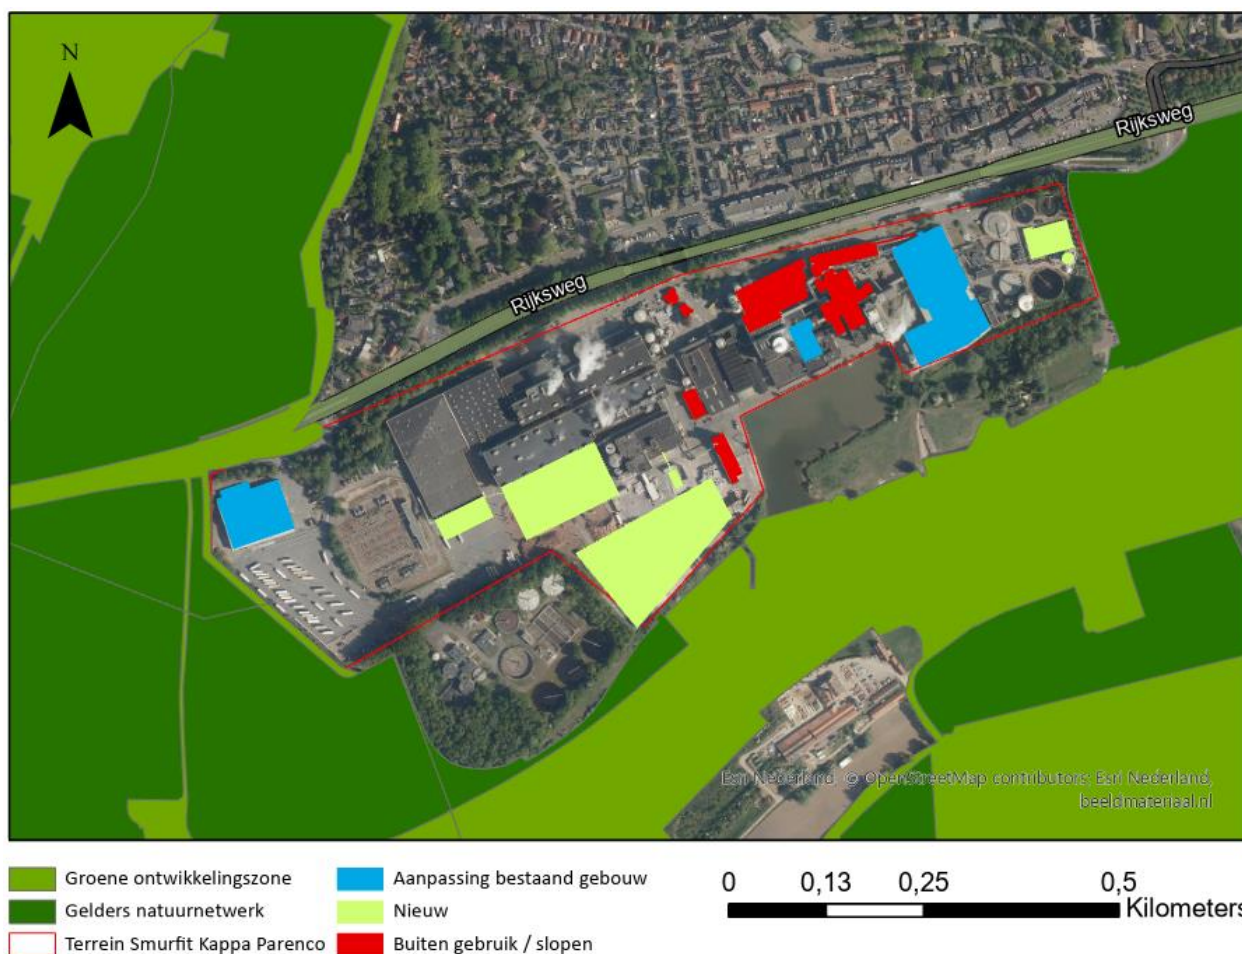 N
Rijksweg
Rijksweg
Esri Nederland, © OpenStreetMap contributors, Esri Nederland,
beeldmateriaal.nl
Groene ontwikkelingszone
Gelders natuurnetwerk
Terrein Smurfit Kappa Parenco
Aanpassing bestaand gebouw
Nieuw
Buiten gebruik / slopen
0 0,13 0,25 0,5
Kilometers